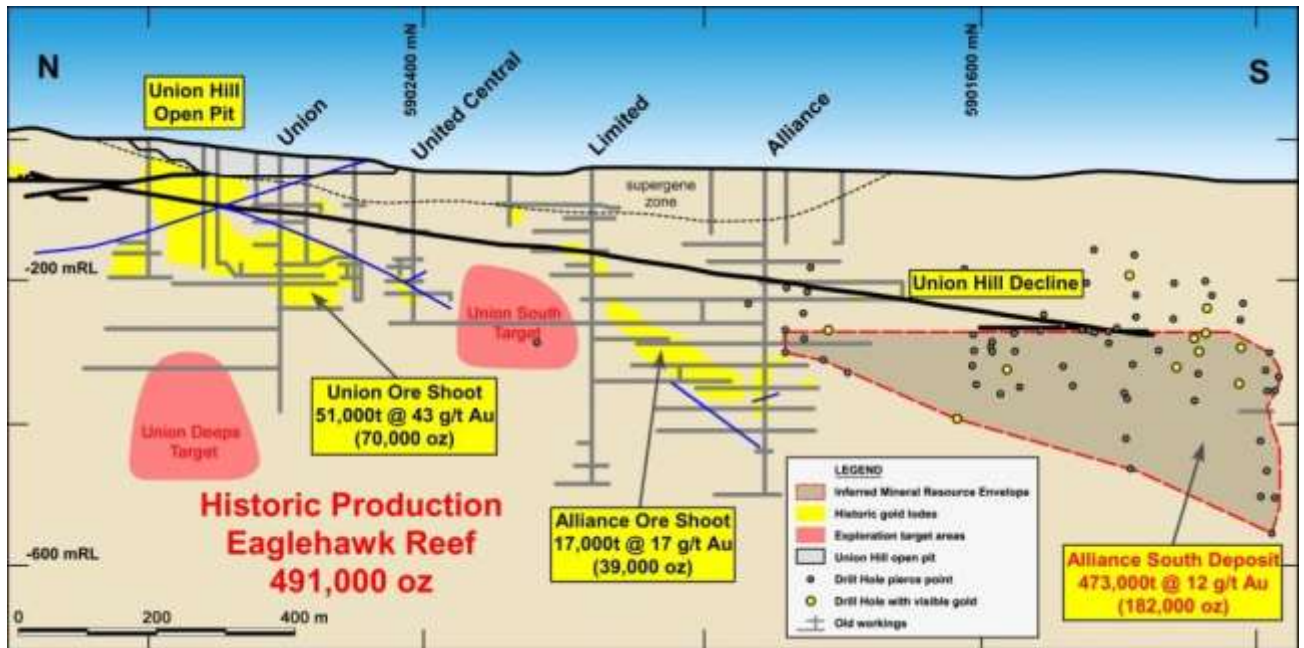 N
S
Union Hill
Open Pit
Union
United Central
5902400 mN
Limited
Alliance
5901600 mN
supergene
zone
-200 mRL
Union Hill Decline
Union South
Target
Union Ore Shoot
51,000t @ 43 g/t Au
(70,000 oz)
Union Deeps
Target
Historic Production
Eaglehawk Reef
491,000 oz
Alliance Ore Shoot
17,000t @ 17 g/t Au
(39,000 oz)
LEGEND
Inferred Mineral Resource Envelope
Historic gold lodes
Exploration target areas
Union Hill open pit
Drill Hole pierce point
Drill Hole with visible gold
Old workings
Alliance South Deposit
473,000t @ 12 g/t Au
(182,000 oz)
-600 mRL
0 200 400 m